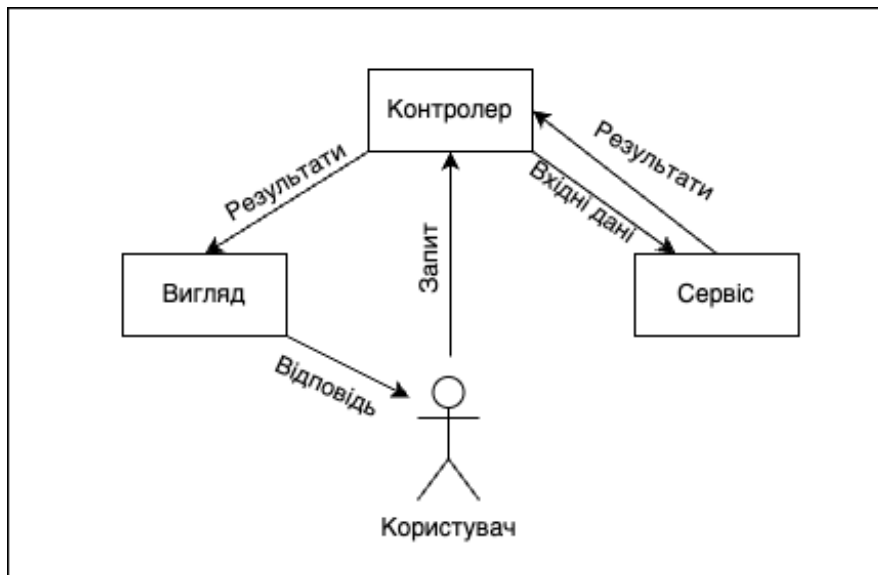 Контролер
Результати
Результати
Вхідні дані
Запит
Вигляд
Сервіс
Відповідь
Користувач